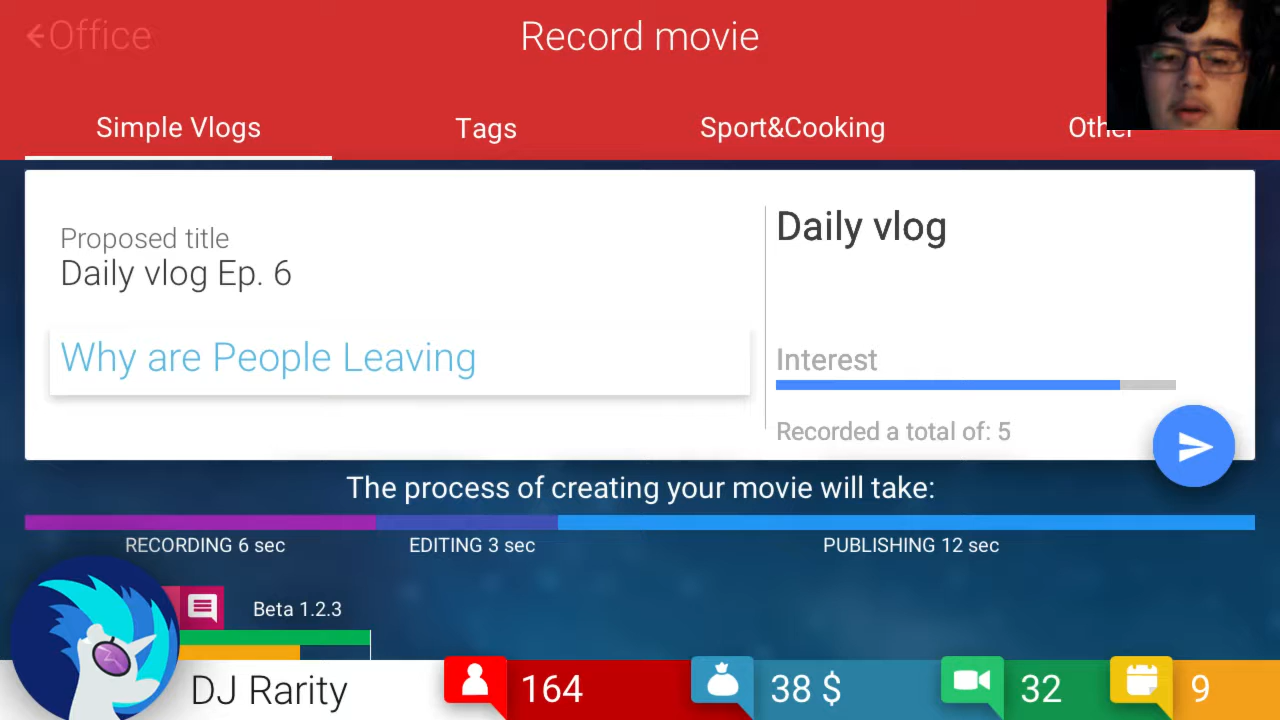 Office
Record movie
Simple Vlogs
Tags
Sport&Cooking
Other
Proposed title
Daily vlog Ep. 6
Why are People Leaving
Daily vlog
Interest
Recorded a total of: 5
The process of creating your movie will take:
RECORDING 6 sec
EDITING 3 sec
PUBLISHING 12 sec
Beta 1.2.3
DJ Rarity
164
38 $
32
9